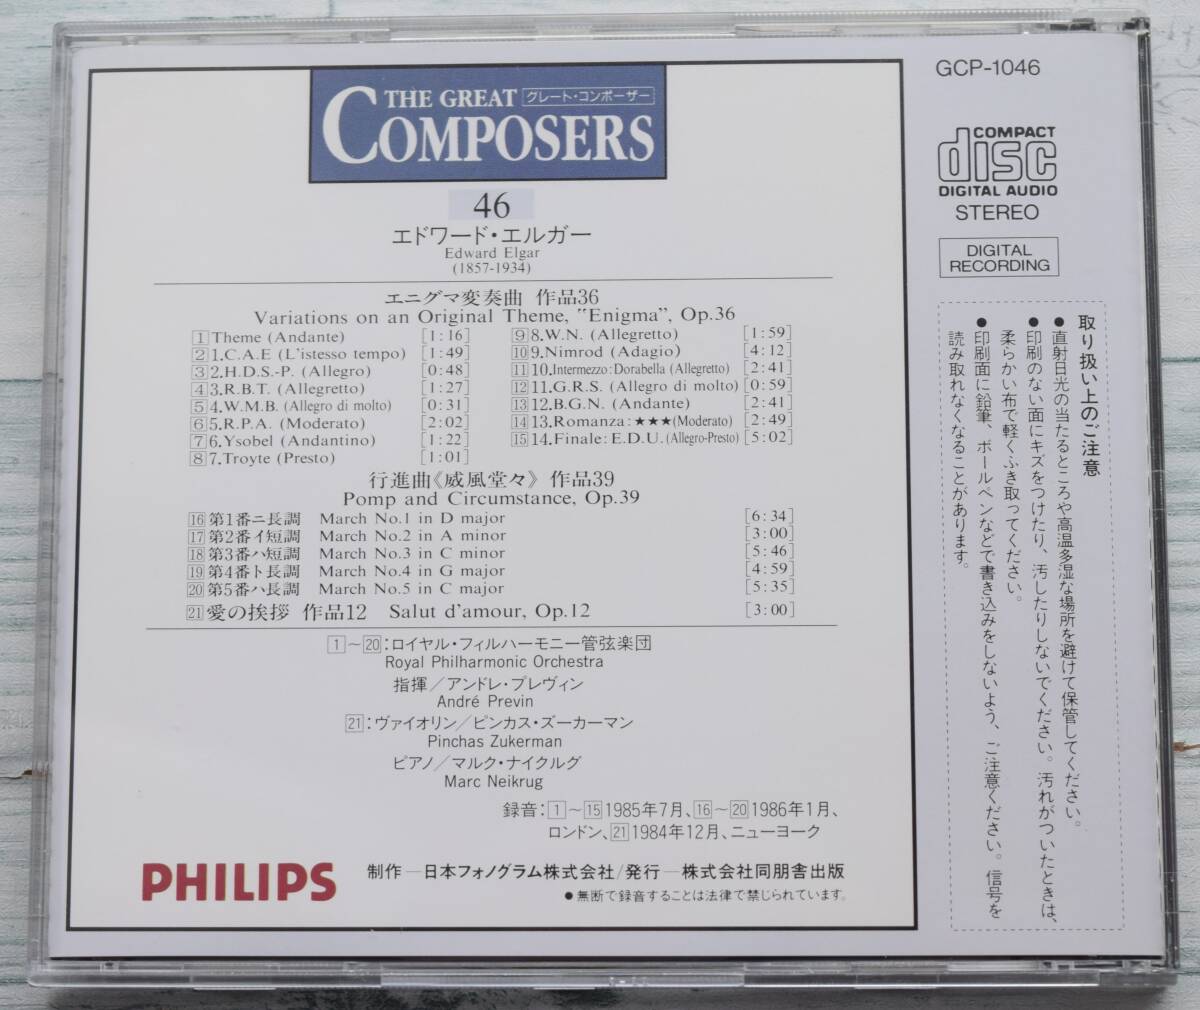 THE GREAT グレート・コンポーザー
COMPOSERS
46
エドワード・エルガー
Edward Elgar
(1857-1934)
エニグマ変奏曲 作品36
Variations on an Original Theme, "Enigma", Op.36
1 Theme (Andante) [1:16]
2 1.C.A.E (L'istesso tempo) [1:49]
3 2.H.D.S.-P. (Allegro) [0:48]
4 3.R.B.T. (Allegretto) [1:27]
5 4.W.M.B. (Allegro di molto) [0:31]
6 5.R.P.A. (Moderato) [2:02]
7 6.Ysobel (Andantino) [1:22]
8 7.Troyte (Presto) [1:01]
9 8.W.N. (Allegretto) [1:59]
10 9.Nimrod (Adagio) [4:12]
11 10.Intermezzo: Dorabella (Allegretto) [2:41]
12 11.G.R.S. (Allegro di molto) [0:59]
13 12.B.G.N. (Andante) [2:41]
14 13.Romanza: ★★★ (Moderato) [2:49]
15 14.Finale: E.D.U. (Allegro-Presto) [5:02]
行進曲《威風堂々》 作品39
Pomp and Circumstance, Op.39
16 第1番ニ長調 March No.1 in D major [6:34]
17 第2番イ短調 March No.2 in A minor [3:00]
18 第3番ハ短調 March No.3 in C minor [5:46]
19 第4番ト長調 March No.4 in G major [4:59]
20 第5番ハ長調 March No.5 in C major [5:35]
21 愛の挨拶 作品12 Salut d'amour, Op.12 [3:00]
1～20:ロイヤル・フィルハーモニー管弦楽団
Royal Philharmonic Orchestra
指揮／アンドレ・プレヴィン
André Previn
21:ヴァイオリン／ピンカス・ズーカーマン
Pinchas Zukerman
ピアノ／マルク・ナイクルグ
Marc Neikrug
録音:1～15 1985年7月、16～20 1986年1月、
ロンドン、21 1984年12月、ニューヨーク
PHILIPS
制作─日本フォノグラム株式会社/発行─株式会社同朋舎出版
●無断で録音することは法律で禁じられています。
GCP-1046
COMPACT
disc
DIGITAL AUDIO
STEREO
DIGITAL
RECORDING
取り扱い上のご注意
●直射日光の当たるところや高温多湿な場所を避けて保管してください。
●印刷のない面にキズをつけたり、汚したりしないでください。汚れがついたときは、
柔らかい布で軽くふき取ってください。
●印刷面に鉛筆、ボールペンなどで書き込みをしないよう、ご注意ください。信号を
読み取れなくなることがあります。